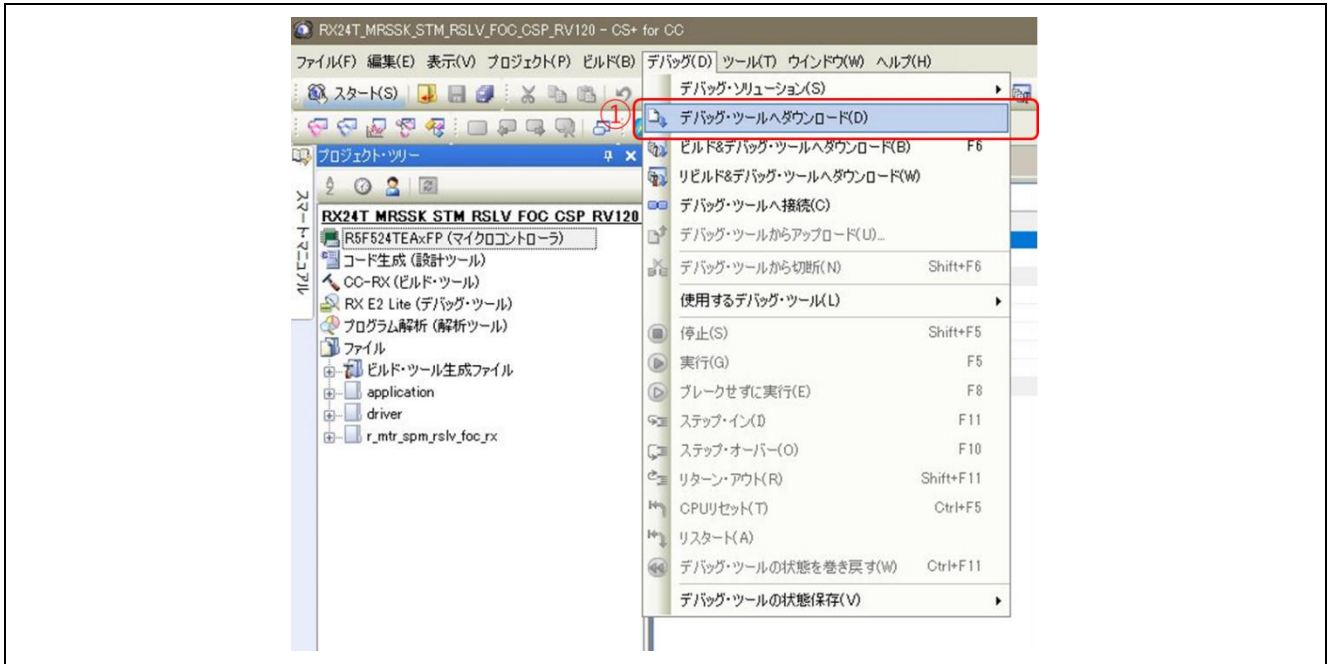 RX24T_MRSSK_STM_RSLV_FOC_CSP_RV120 - CS+ for CC
ファイル(F) 編集(E) 表示(V) プロジェクト(P) ビルド(B) デバッグ(D) ツール(T) ウインドウ(W) ヘルプ(H)
スタート(S)
デバッグ・ソリューション(S)
①
デバッグ・ツールへダウンロード(D)
ビルド&デバッグ・ツールへダウンロード(B) F6
リビルド&デバッグ・ツールへダウンロード(W)
デバッグ・ツールへ接続(C)
デバッグ・ツールからアップロード(U)...
デバッグ・ツールから切断(N) Shift+F6
使用するデバッグ・ツール(L)
停止(S) Shift+F5
実行(G) F5
ブレークせずに実行(E) F8
ステップ・イン(I) F11
ステップ・オーバー(O) F10
リターン・アウト(R) Shift+F11
CPUリセット(T) Ctrl+F5
リスタート(A)
デバッグ・ツールの状態を巻き戻す(W) Ctrl+F11
デバッグ・ツールの状態保存(V)
スマート・マニュアル
プロジェクト・ツリー
RX24T_MRSSK_STM_RSLV_FOC_CSP_RV120
R5F524TEAxFP (マイクロコントローラ)
コード生成 (設計ツール)
CC-RX (ビルド・ツール)
RX E2 Lite (デバッグ・ツール)
プログラム解析 (解析ツール)
ファイル
ビルド・ツール生成ファイル
application
driver
r_mtr_spm_rslv_foc_rx